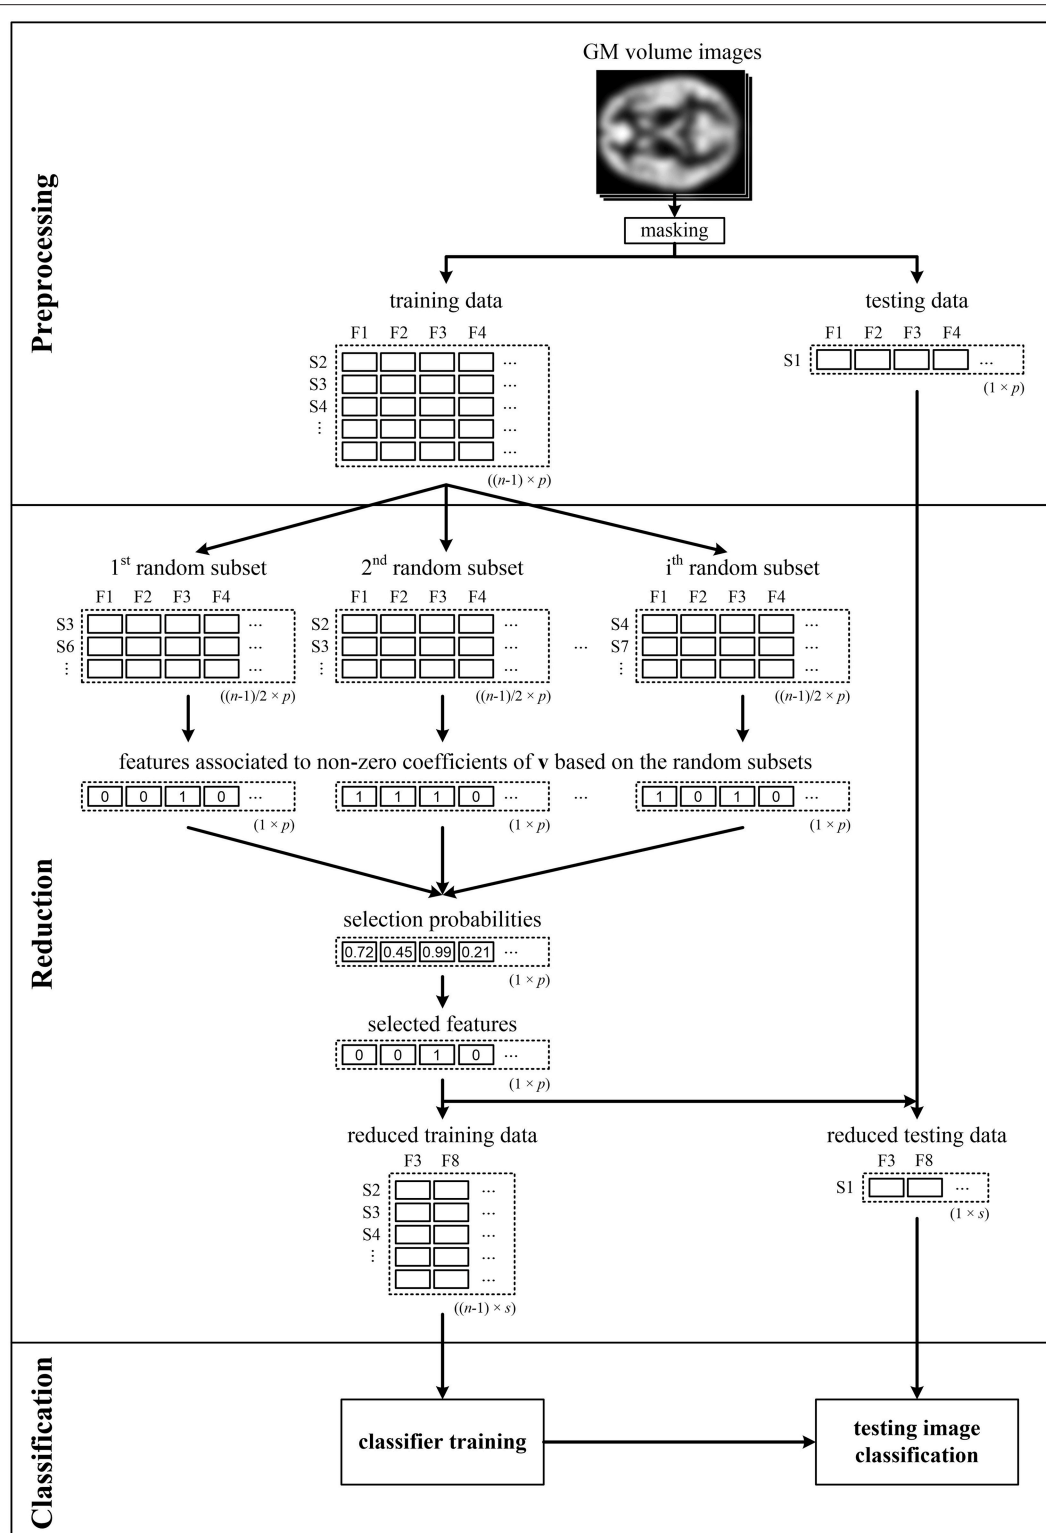 GM volume images
masking
Preprocessing
training data
F1 F2 F3 F4
S2 ...
S3 ...
S4 ...
⋮ ...
...
((n-1) × p)
testing data
F1 F2 F3 F4
S1 ...
(1 × p)
Reduction
1st random subset
F1 F2 F3 F4
S3 ...
S6 ...
⋮ ...
((n-1)/2 × p)
2nd random subset
F1 F2 F3 F4
S2 ...
S3 ...
⋮ ...
((n-1)/2 × p)
...
ith random subset
F1 F2 F3 F4
S4 ...
S7 ...
⋮ ...
((n-1)/2 × p)
features associated to non-zero coefficients of v based on the random subsets
0 0 1 0 ...
(1 × p)
1 1 1 0 ...
(1 × p)
...
1 0 1 0 ...
(1 × p)
selection probabilities
0.72 0.45 0.99 0.21 ...
(1 × p)
selected features
0 0 1 0 ...
(1 × p)
reduced training data
F3 F8
S2 ...
S3 ...
S4 ...
⋮ ...
...
((n-1) × s)
reduced testing data
F3 F8
S1 ...
(1 × s)
Classification
classifier training
testing image
classification